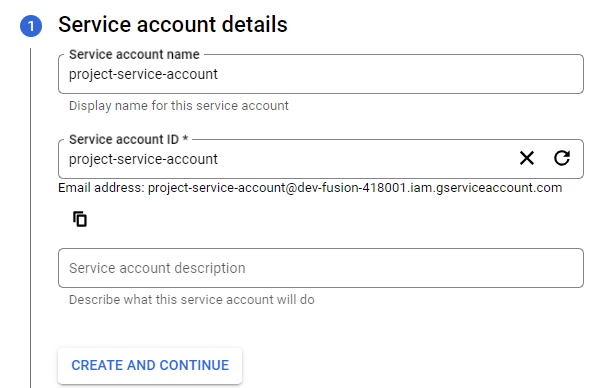 1 Service account details
Service account name
project-service-account
Display name for this service account
Service account ID *
project-service-account
Email address: project-service-account@dev-fusion-418001.iam.gserviceaccount.com
Service account description
Describe what this service account will do
CREATE AND CONTINUE